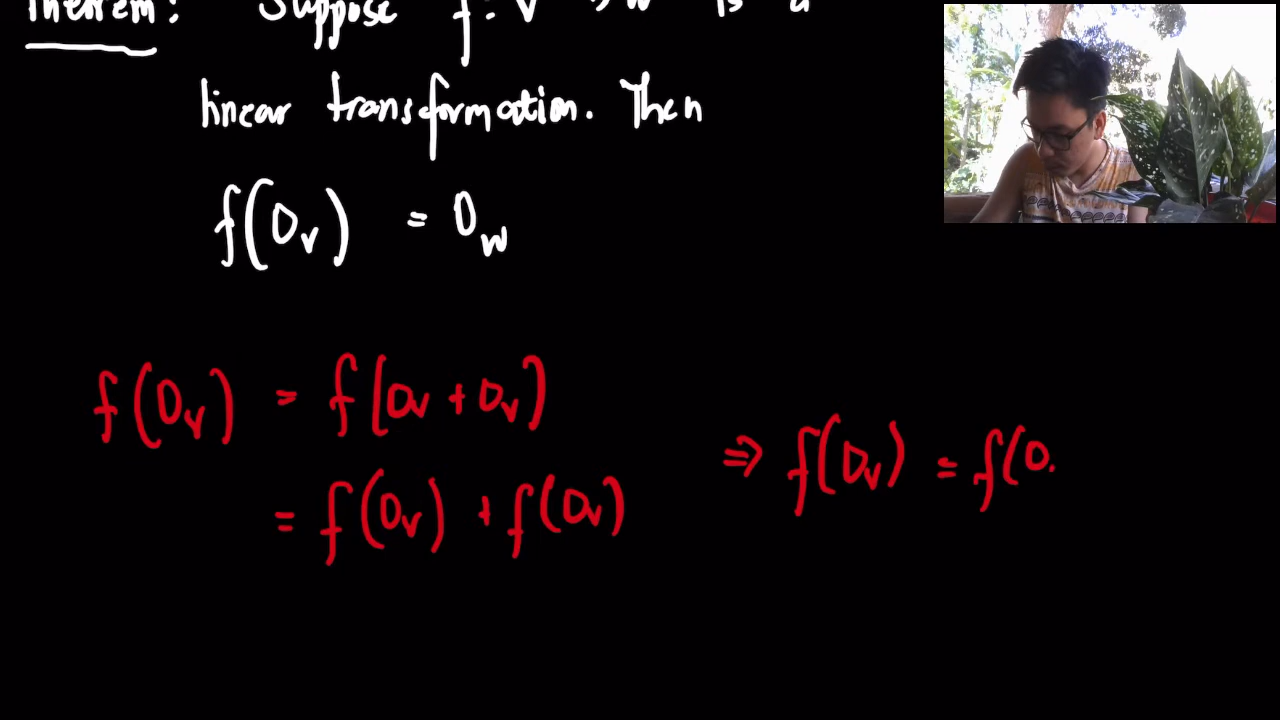 Theorem: Suppose f: V → W is a
linear transformation. Then
f(0_V) = 0_W
f(0_V) = f(0_V + 0_V)
= f(0_V) + f(0_V)
⇒ f(0_V) = f(0.